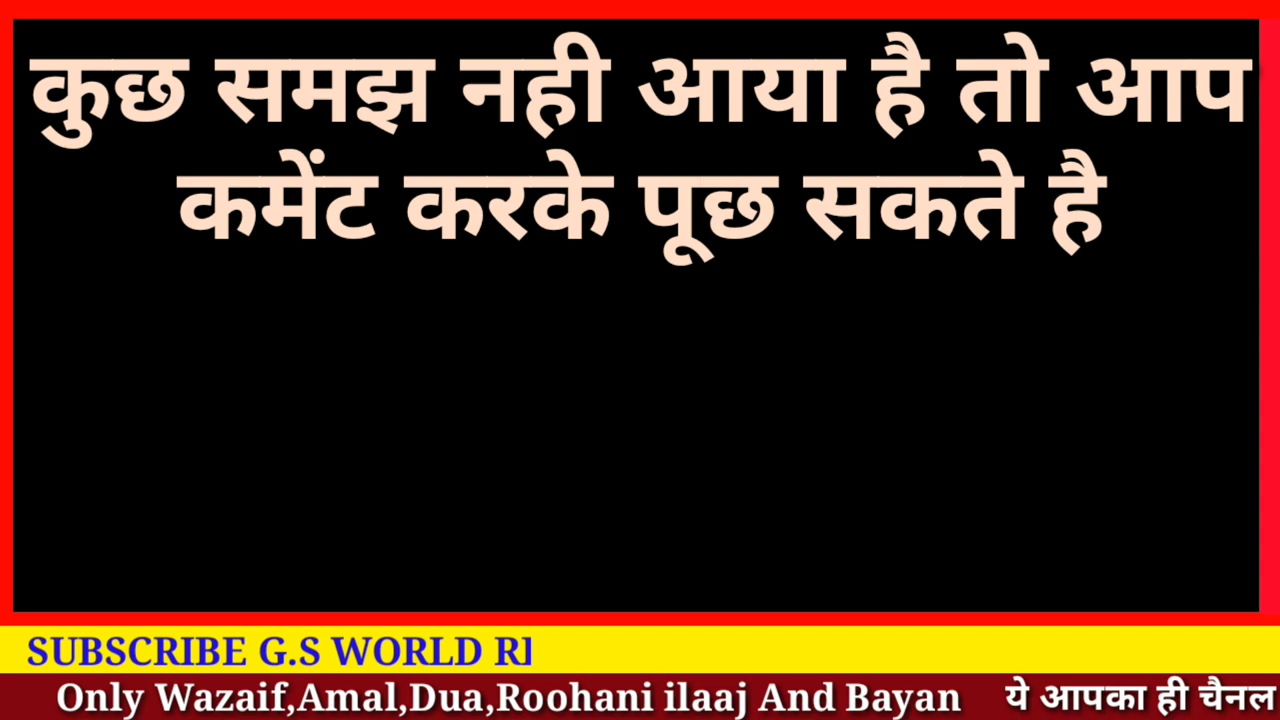 कुछ समझ नही आया है तो आप
कमेंट करके पूछ सकते है
SUBSCRIBE G.S WORLD
Only Wazaif,Amal,Dua,Roohani ilaaj And Bayan ये आपका ही चैनल